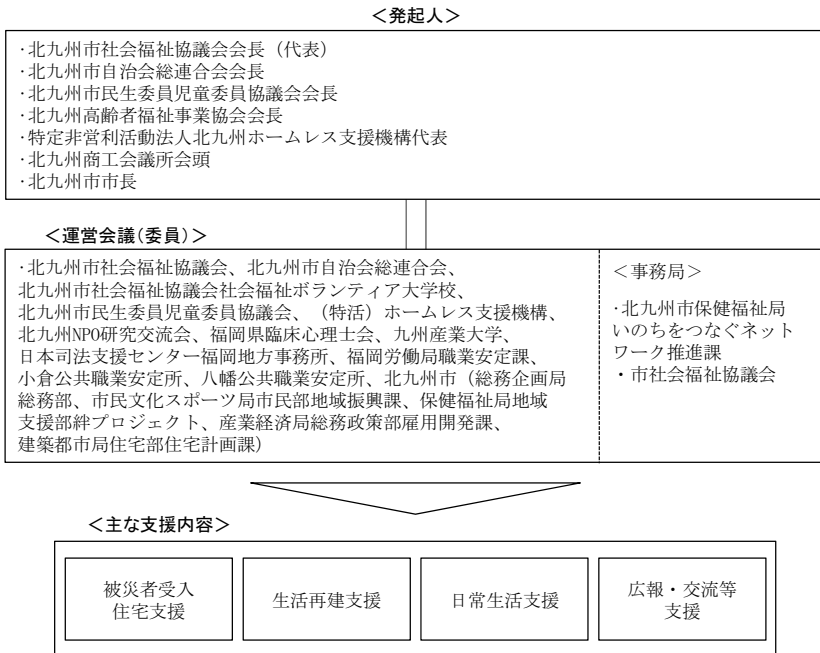 ＜発起人＞
・北九州市社会福祉協議会会長（代表）
・北九州市自治会総連合会会長
・北九州市民生委員児童委員協議会会長
・北九州高齢者福祉事業協会会長
・特定非営利活動法人北九州ホームレス支援機構代表
・北九州商工会議所会頭
・北九州市市長
＜運営会議(委員)＞
・北九州市社会福祉協議会、北九州市自治会総連合会、
北九州市社会福祉協議会社会福祉ボランティア大学校、
北九州市民生委員児童委員協議会、（特活）ホームレス支援機構、
北九州NPO研究交流会、福岡県臨床心理士会、九州産業大学、
日本司法支援センター福岡地方事務所、福岡労働局職業安定課、
小倉公共職業安定所、八幡公共職業安定所、北九州市（総務企画局
総務部、市民文化スポーツ局市民部地域振興課、保健福祉局地域
支援部絆プロジェクト、産業経済局総務政策部雇用開発課、
建築都市局住宅部住宅計画課）
＜事務局＞
・北九州市保健福祉局
いのちをつなぐネット
ワーク推進課
・市社会福祉協議会
＜主な支援内容＞
被災者受入
住宅支援
生活再建支援
日常生活支援
広報・交流等
支援